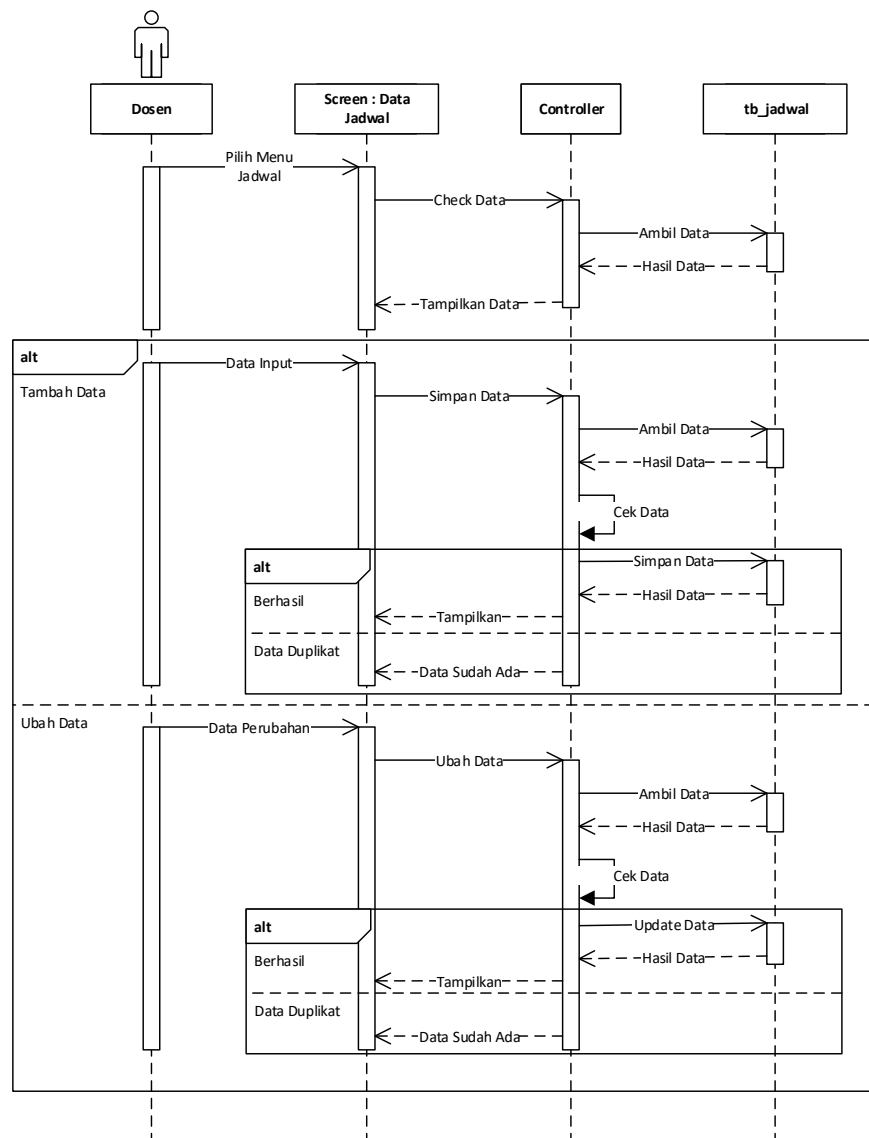 Dosen
Screen : Data
Jadwal
Controller
tb_jadwal
Pilih Menu
Jadwal
Check Data
Ambil Data
Hasil Data
Tampilkan Data
alt
Data Input
Tambah Data
Simpan Data
Ambil Data
Hasil Data
Cek Data
alt
Simpan Data
Berhasil
Hasil Data
Tampilkan
Data Duplikat
Data Sudah Ada
Ubah Data
Data Perubahan
Ubah Data
Ambil Data
Hasil Data
Cek Data
alt
Update Data
Berhasil
Hasil Data
Tampilkan
Data Duplikat
Data Sudah Ada